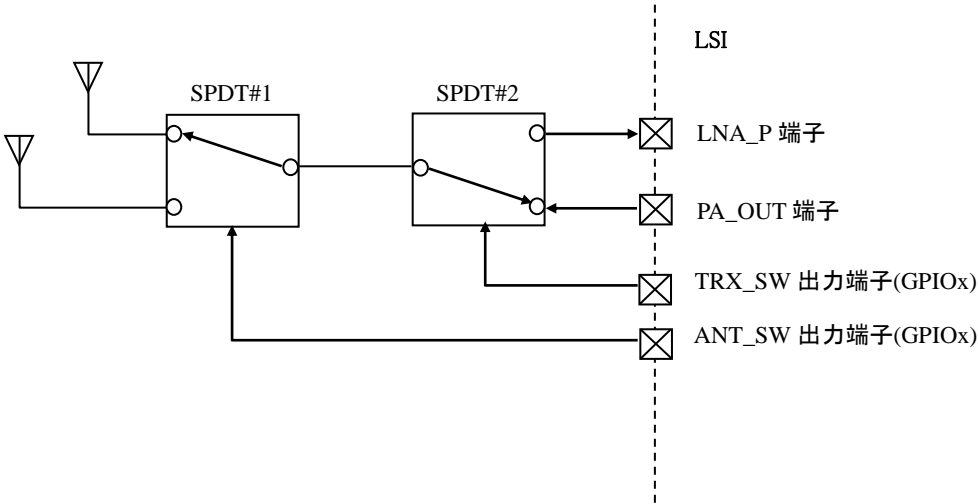 LSI
SPDT#1
SPDT#2
LNA_P 端子
PA_OUT 端子
TRX_SW 出力端子(GPIOx)
ANT_SW 出力端子(GPIOx)